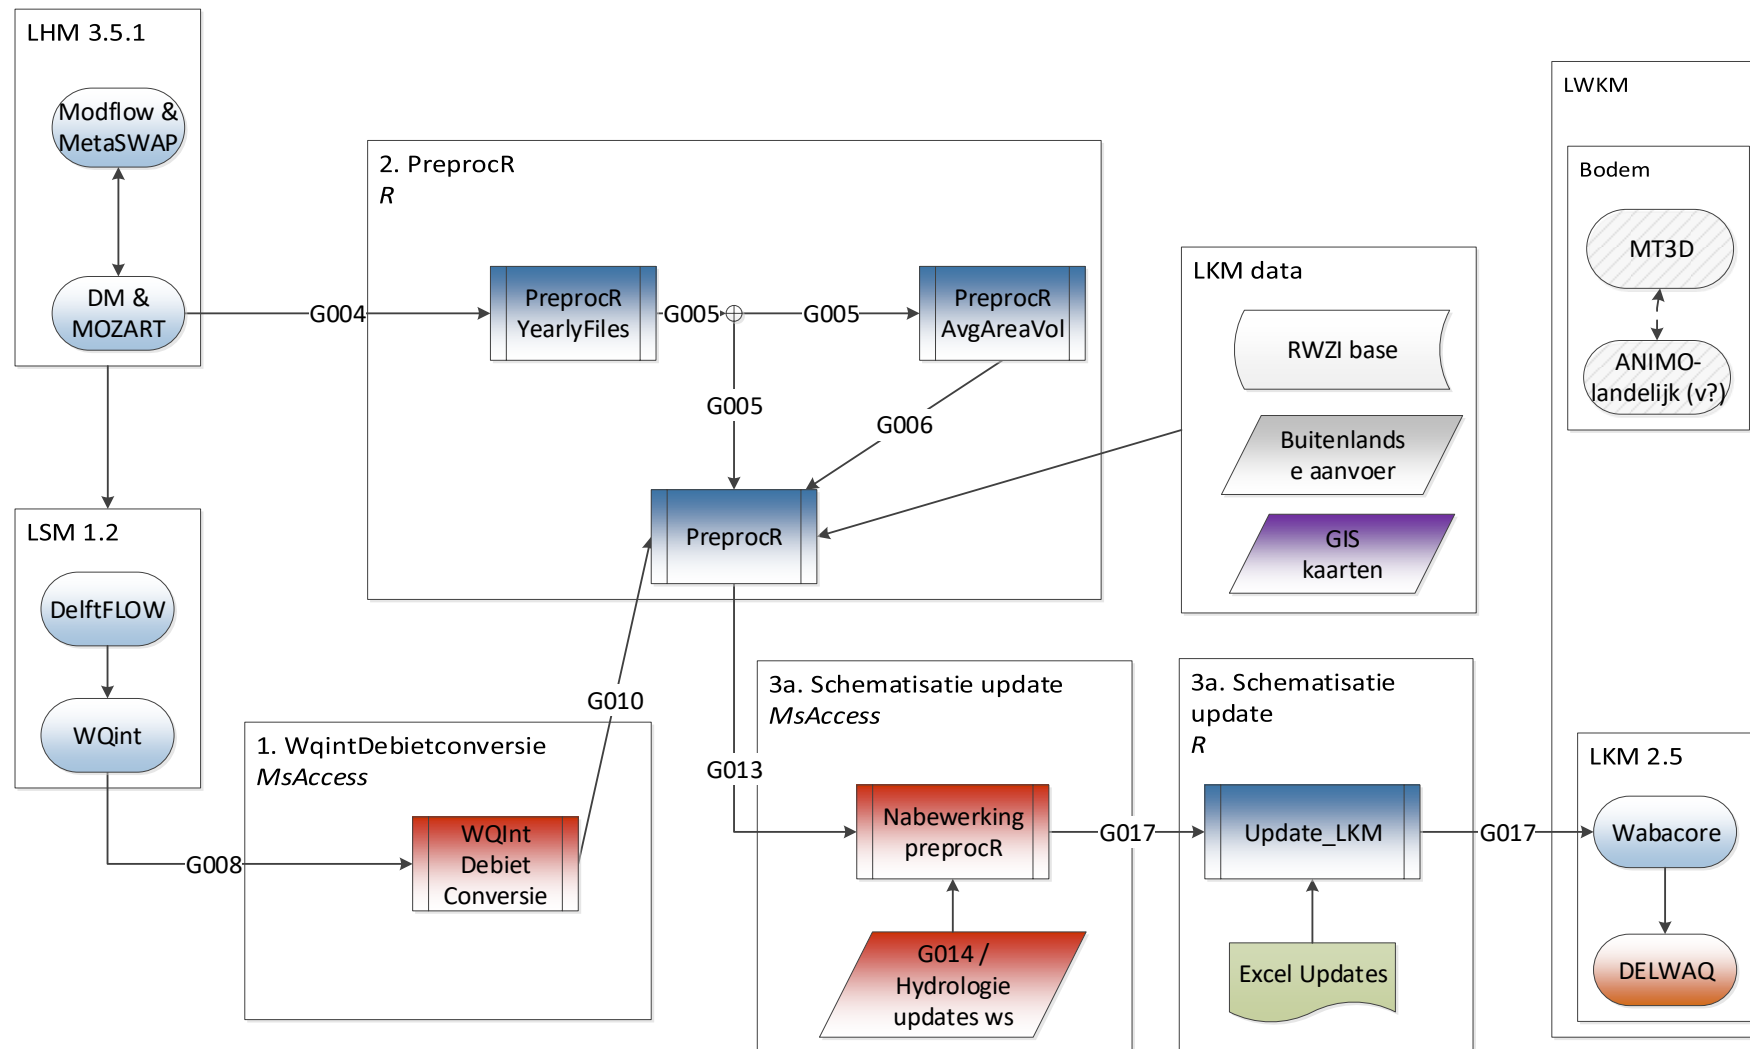 LHM 3.5.1
Modflow &
MetaSWAP
DM &
MOZART
LSM 1.2
DelftFLOW
WQint
G004
G008
1. WqintDebietconversie
MsAccess
WQInt
Debiet
Conversie
G010
2. PreprocR
R
PreprocR
YearlyFiles
G005
G005
PreprocR
AvgAreaVol
G005
G006
PreprocR
G013
LKM data
RWZI base
Buitenlands
e aanvoer
GIS
kaarten
3a. Schematisatie update
MsAccess
Nabewerking
preprocR
G014 /
Hydrologie
updates ws
G017
3a. Schematisatie
update
R
Update_LKM
Excel Updates
G017
LWKM
Bodem
MT3D
ANIMO-
landelijk (v?)
LKM 2.5
Wabacore
DELWAQ